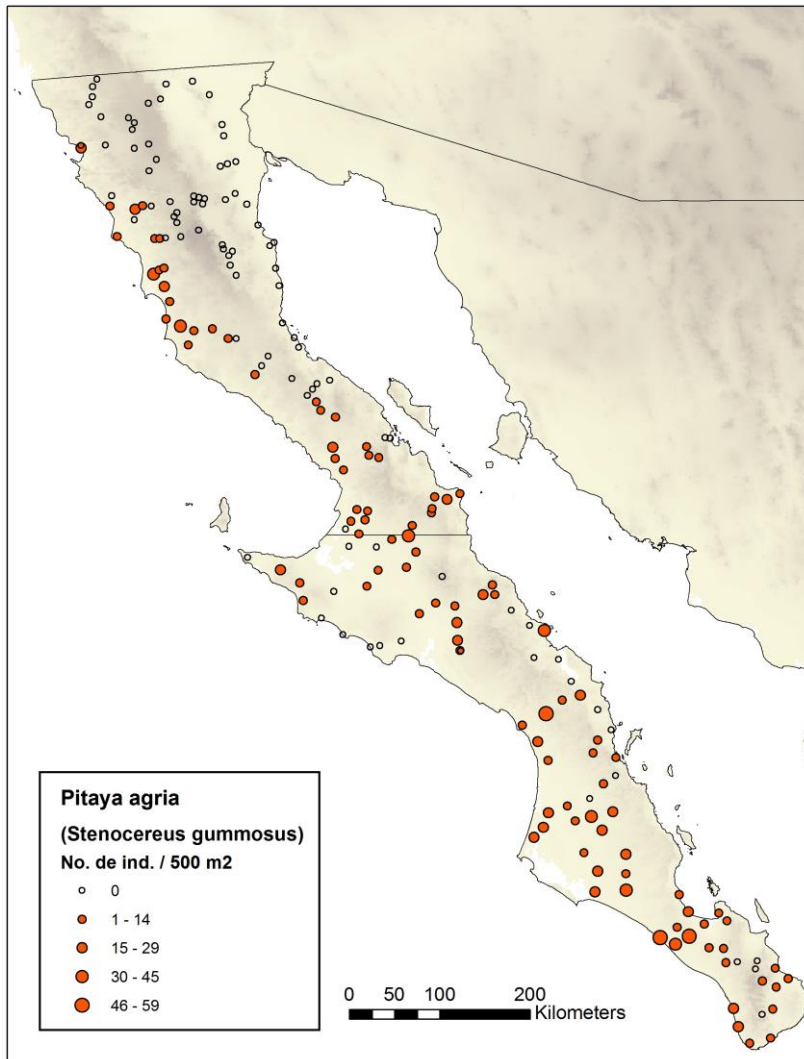 Pitaya agria
(Stenocereus gummosus)
No. de ind. / 500 m2
0
1 - 14
15 - 29
30 - 45
46 - 59
0 50 100 200
Kilometers